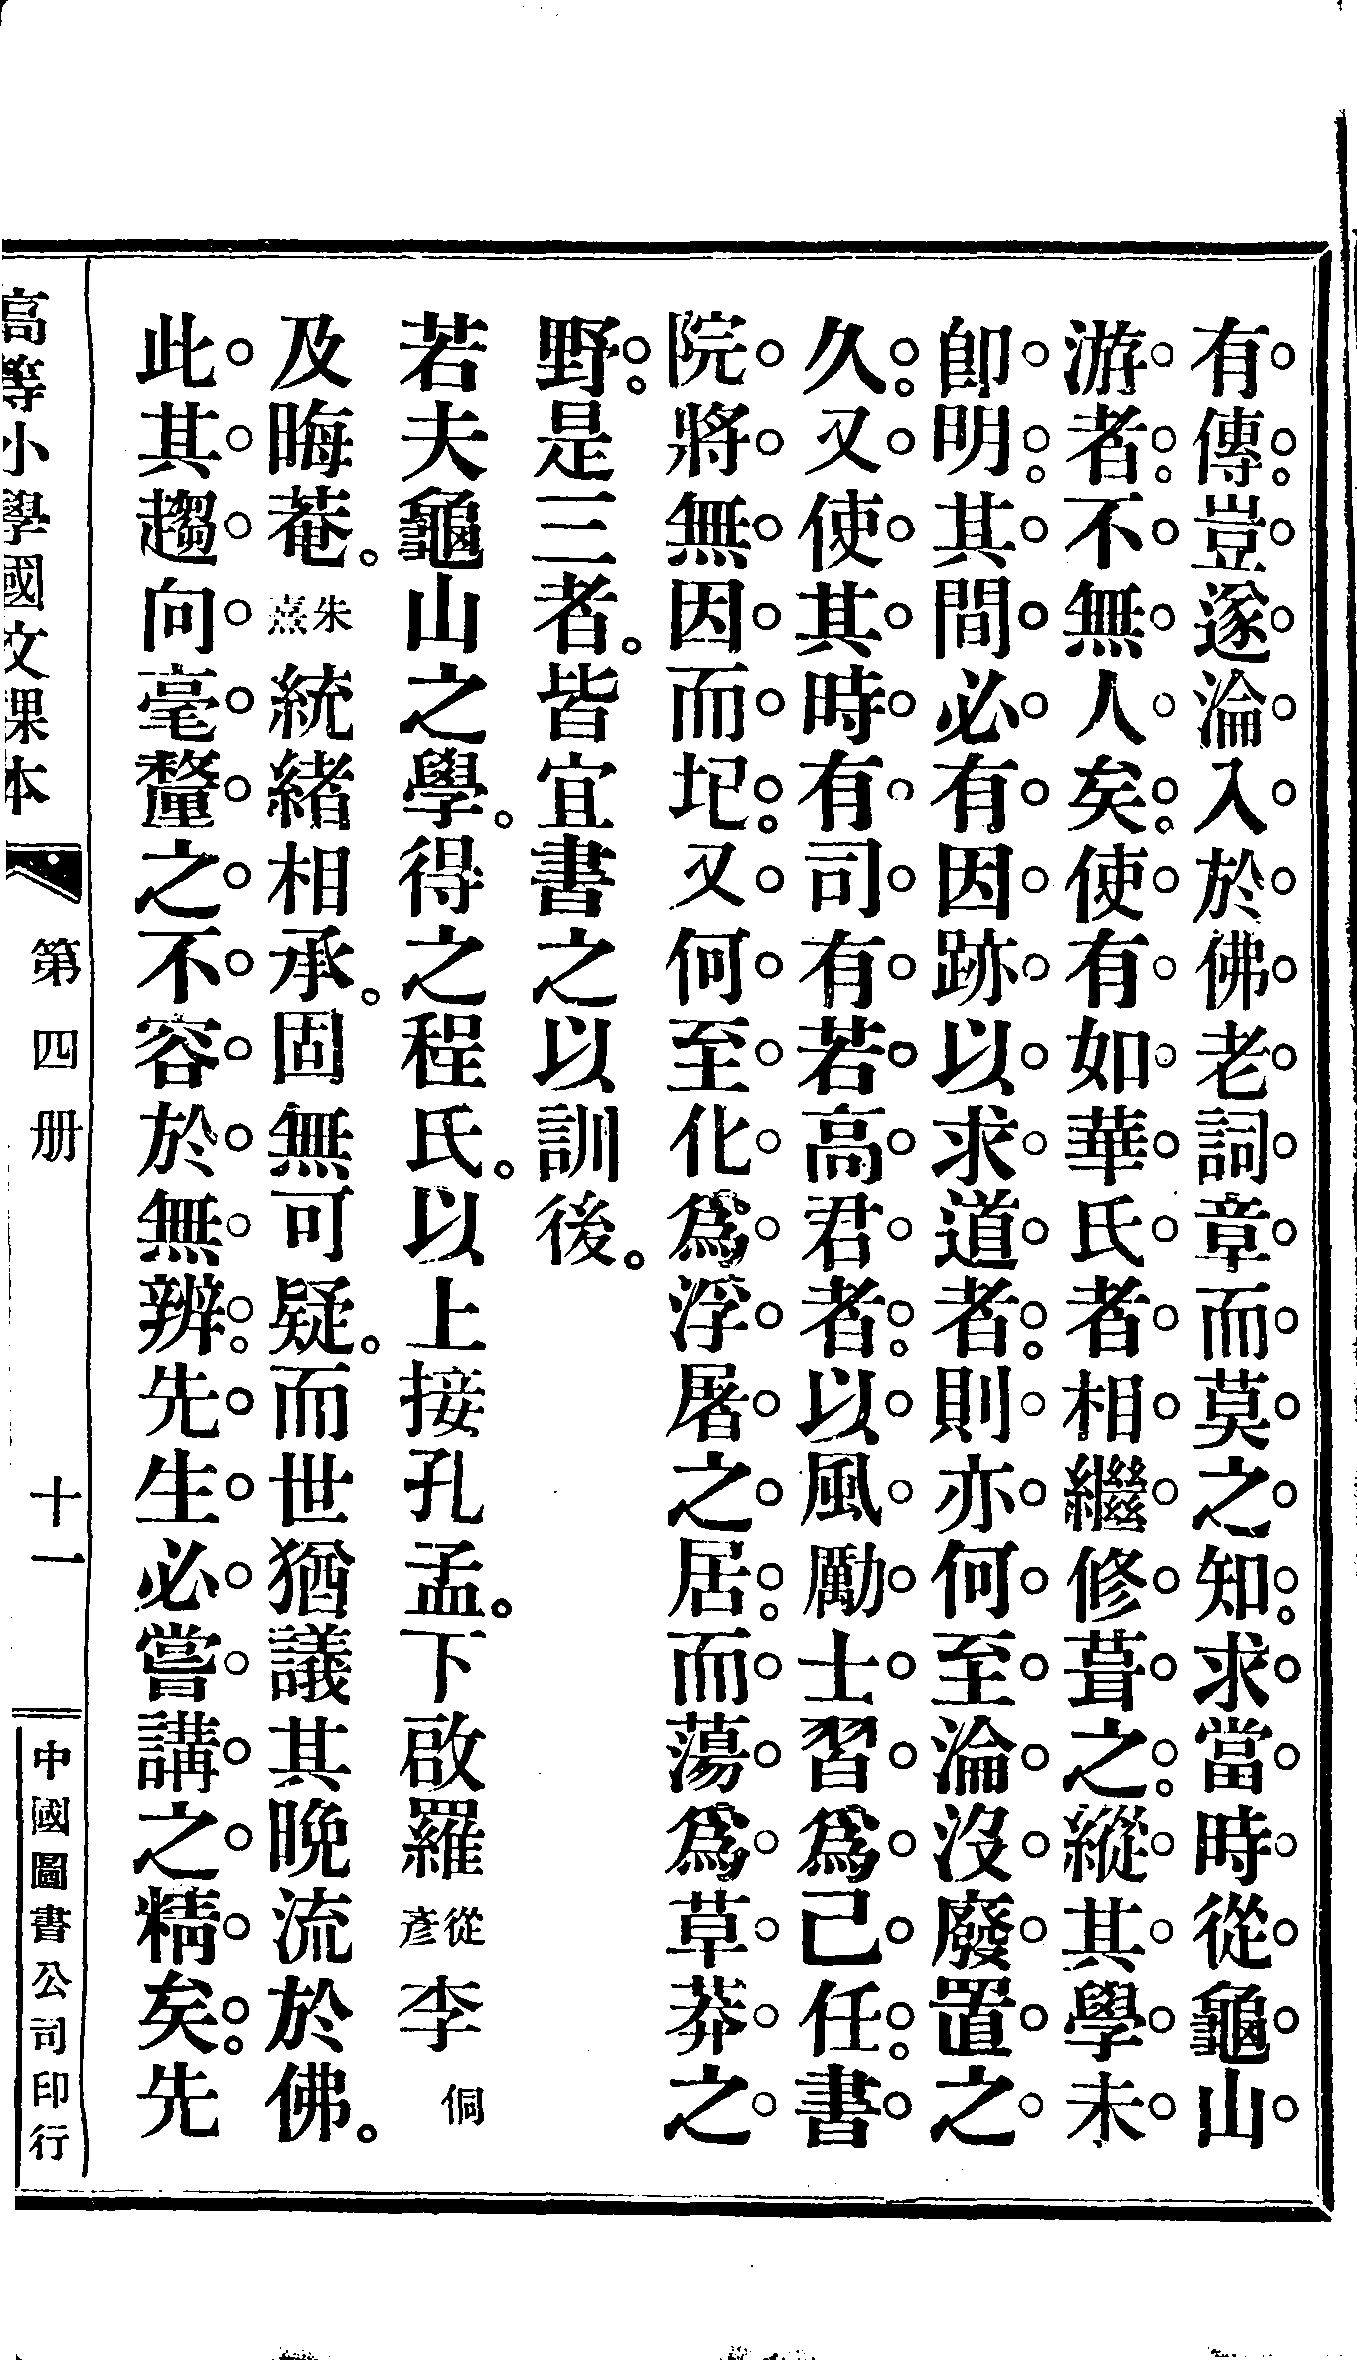 有傳。豈遂淪入於佛老詞章而莫之知。求當時從龜山
游者。不無人矣。使有如華氏者相繼修葺之。縱其學未
卽明。其間必有因跡以求道者。則亦何至淪沒廢置之
久。又使其時有司有若高君者。以風勵士習爲己任。書
院將無因而圮。又何至化爲浮屠之居。而蕩爲草莽之
野。是三者。皆宜書之以訓後。
若夫龜山之學。得之程氏。以上接孔孟。下啟羅從彥李侗
及晦菴。朱熹統緒相承。固無可疑。而世猶議其晚流於佛。
此其趨向毫釐之不容於無辨。先生必嘗講之精矣。先
高等小學國文課本
第四册
十一
中國圖書公司印行